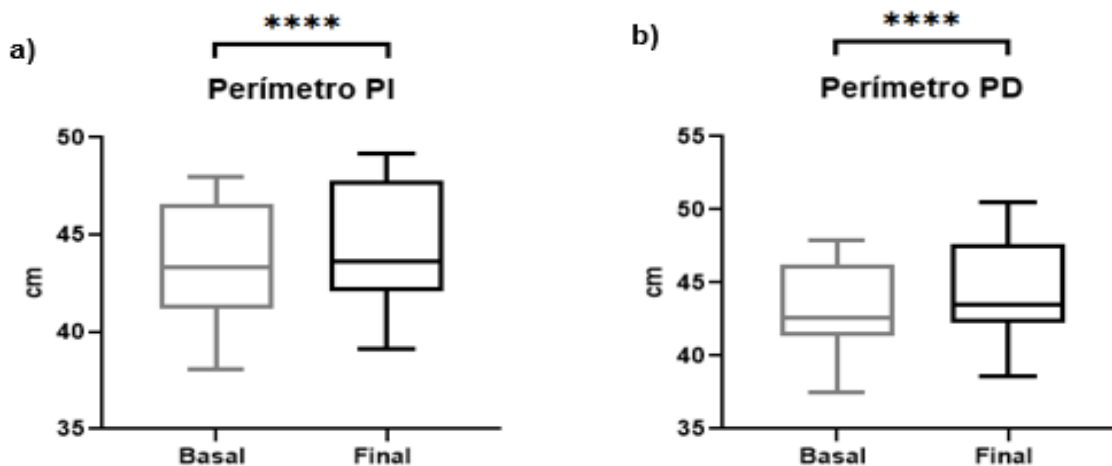 a)
****
Perímetro PI
50
45
40
35
cm
Basal
Final
b)
****
Perímetro PD
55
50
45
40
35
cm
Basal
Final